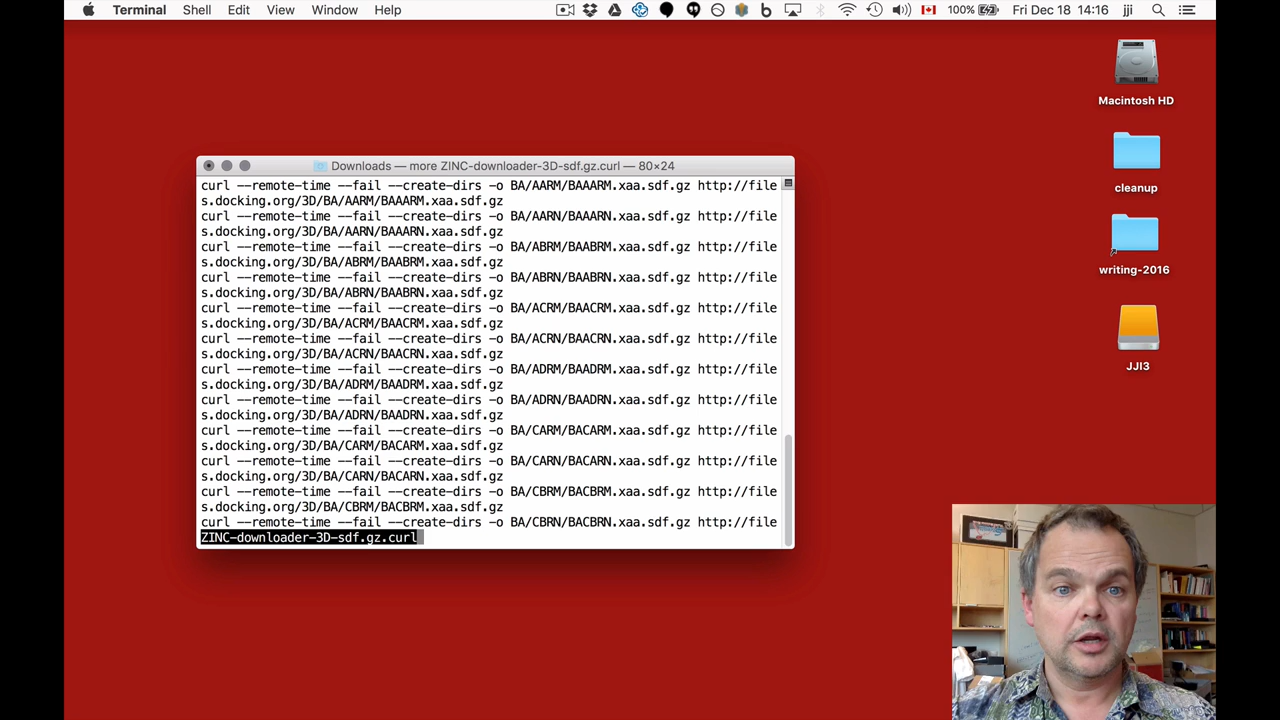 Terminal Shell Edit View Window Help 100% Fri Dec 18 14:16 jji
Macintosh HD
cleanup
writing-2016
JJI3
Downloads — more ZINC-downloader-3D-sdf.gz.curl — 80×24
curl --remote-time --fail --create-dirs -o BA/AARM/BAAARM.xaa.sdf.gz http://file
s.docking.org/3D/BA/AARM/BAAARM.xaa.sdf.gz
curl --remote-time --fail --create-dirs -o BA/AARN/BAAARN.xaa.sdf.gz http://file
s.docking.org/3D/BA/AARN/BAAARN.xaa.sdf.gz
curl --remote-time --fail --create-dirs -o BA/ABRM/BAABRM.xaa.sdf.gz http://file
s.docking.org/3D/BA/ABRM/BAABRM.xaa.sdf.gz
curl --remote-time --fail --create-dirs -o BA/ABRN/BAABRN.xaa.sdf.gz http://file
s.docking.org/3D/BA/ABRN/BAABRN.xaa.sdf.gz
curl --remote-time --fail --create-dirs -o BA/ACRM/BAACRM.xaa.sdf.gz http://file
s.docking.org/3D/BA/ACRM/BAACRM.xaa.sdf.gz
curl --remote-time --fail --create-dirs -o BA/ACRN/BAACRN.xaa.sdf.gz http://file
s.docking.org/3D/BA/ACRN/BAACRN.xaa.sdf.gz
curl --remote-time --fail --create-dirs -o BA/ADRM/BAADRM.xaa.sdf.gz http://file
s.docking.org/3D/BA/ADRM/BAADRM.xaa.sdf.gz
curl --remote-time --fail --create-dirs -o BA/ADRN/BAADRN.xaa.sdf.gz http://file
s.docking.org/3D/BA/ADRN/BAADRN.xaa.sdf.gz
curl --remote-time --fail --create-dirs -o BA/CARM/BACARM.xaa.sdf.gz http://file
s.docking.org/3D/BA/CARM/BACARM.xaa.sdf.gz
curl --remote-time --fail --create-dirs -o BA/CARN/BACARN.xaa.sdf.gz http://file
s.docking.org/3D/BA/CARN/BACARN.xaa.sdf.gz
curl --remote-time --fail --create-dirs -o BA/CBRM/BACBRM.xaa.sdf.gz http://file
s.docking.org/3D/BA/CBRM/BACBRM.xaa.sdf.gz
curl --remote-time --fail --create-dirs -o BA/CBRN/BACBRN.xaa.sdf.gz http://file
ZINC-downloader-3D-sdf.gz.curl